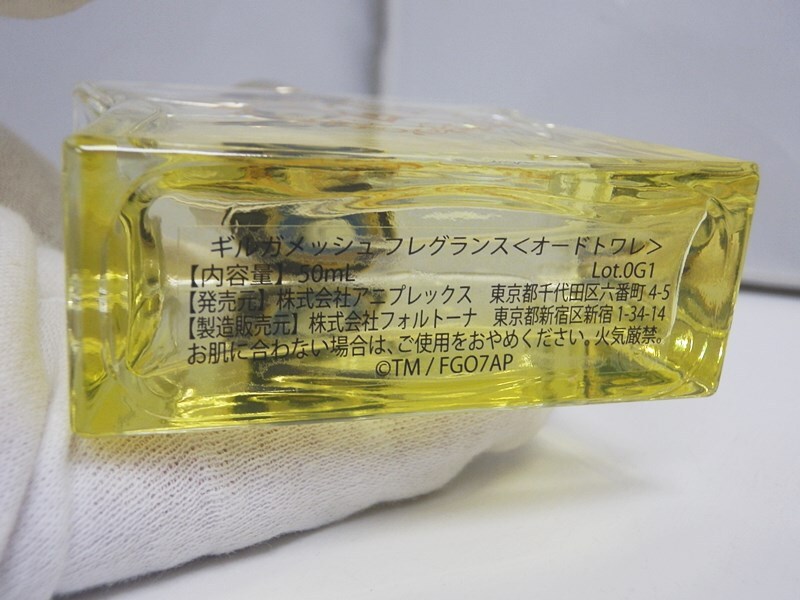 ギルガメッシュ フレグランス<オードトワレ>
【内容量】50mL Lot.0G1
【発売元】株式会社アニプレックス 東京都千代田区六番町 4-5
【製造販売元】株式会社フォルトーナ 東京都新宿区新宿 1-34-14
お肌に合わない場合は、ご使用をおやめください。火気厳禁。
©TM / FGO7AP